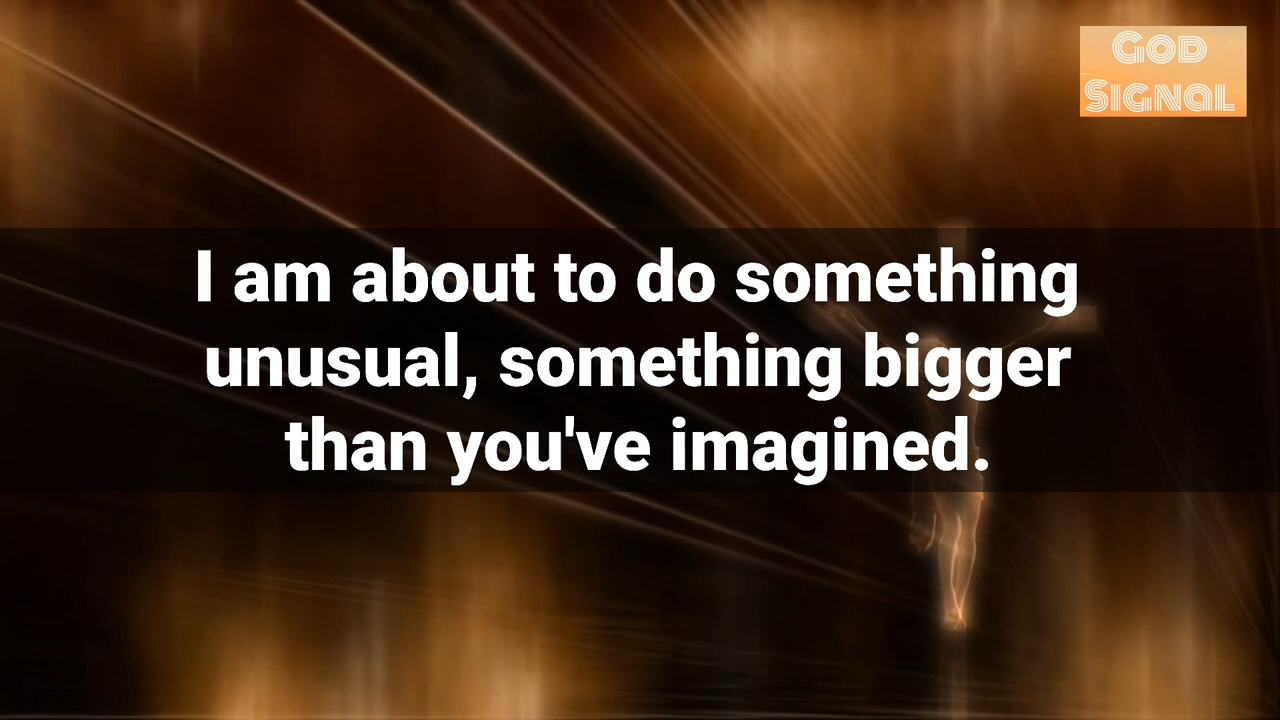 God
Signal
I am about to do something
unusual, something bigger
than you've imagined.